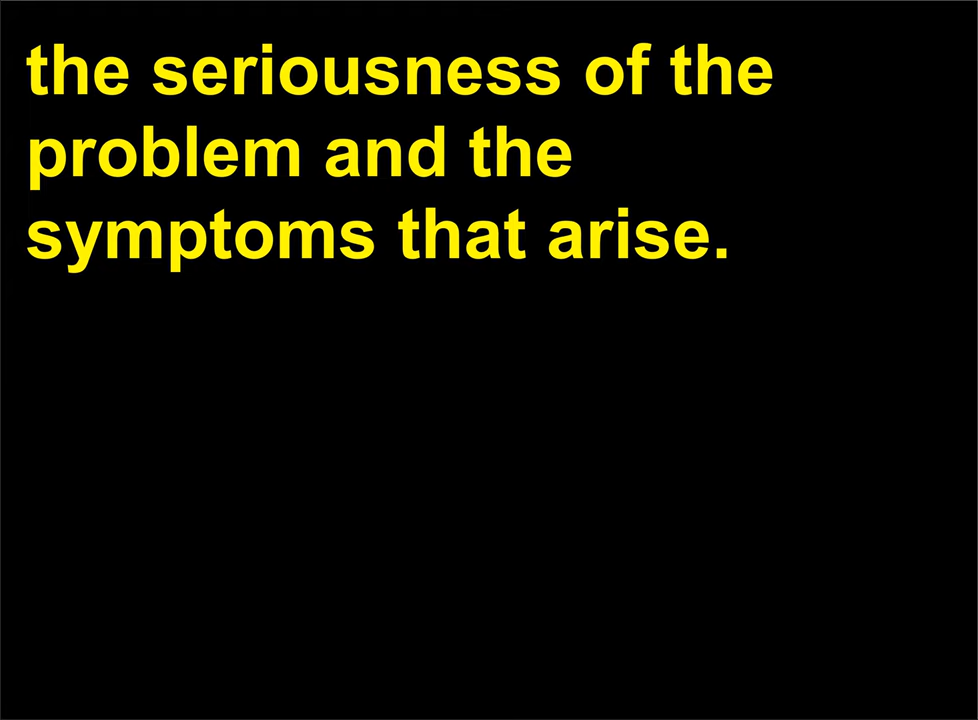 the seriousness of the
problem and the
symptoms that arise.